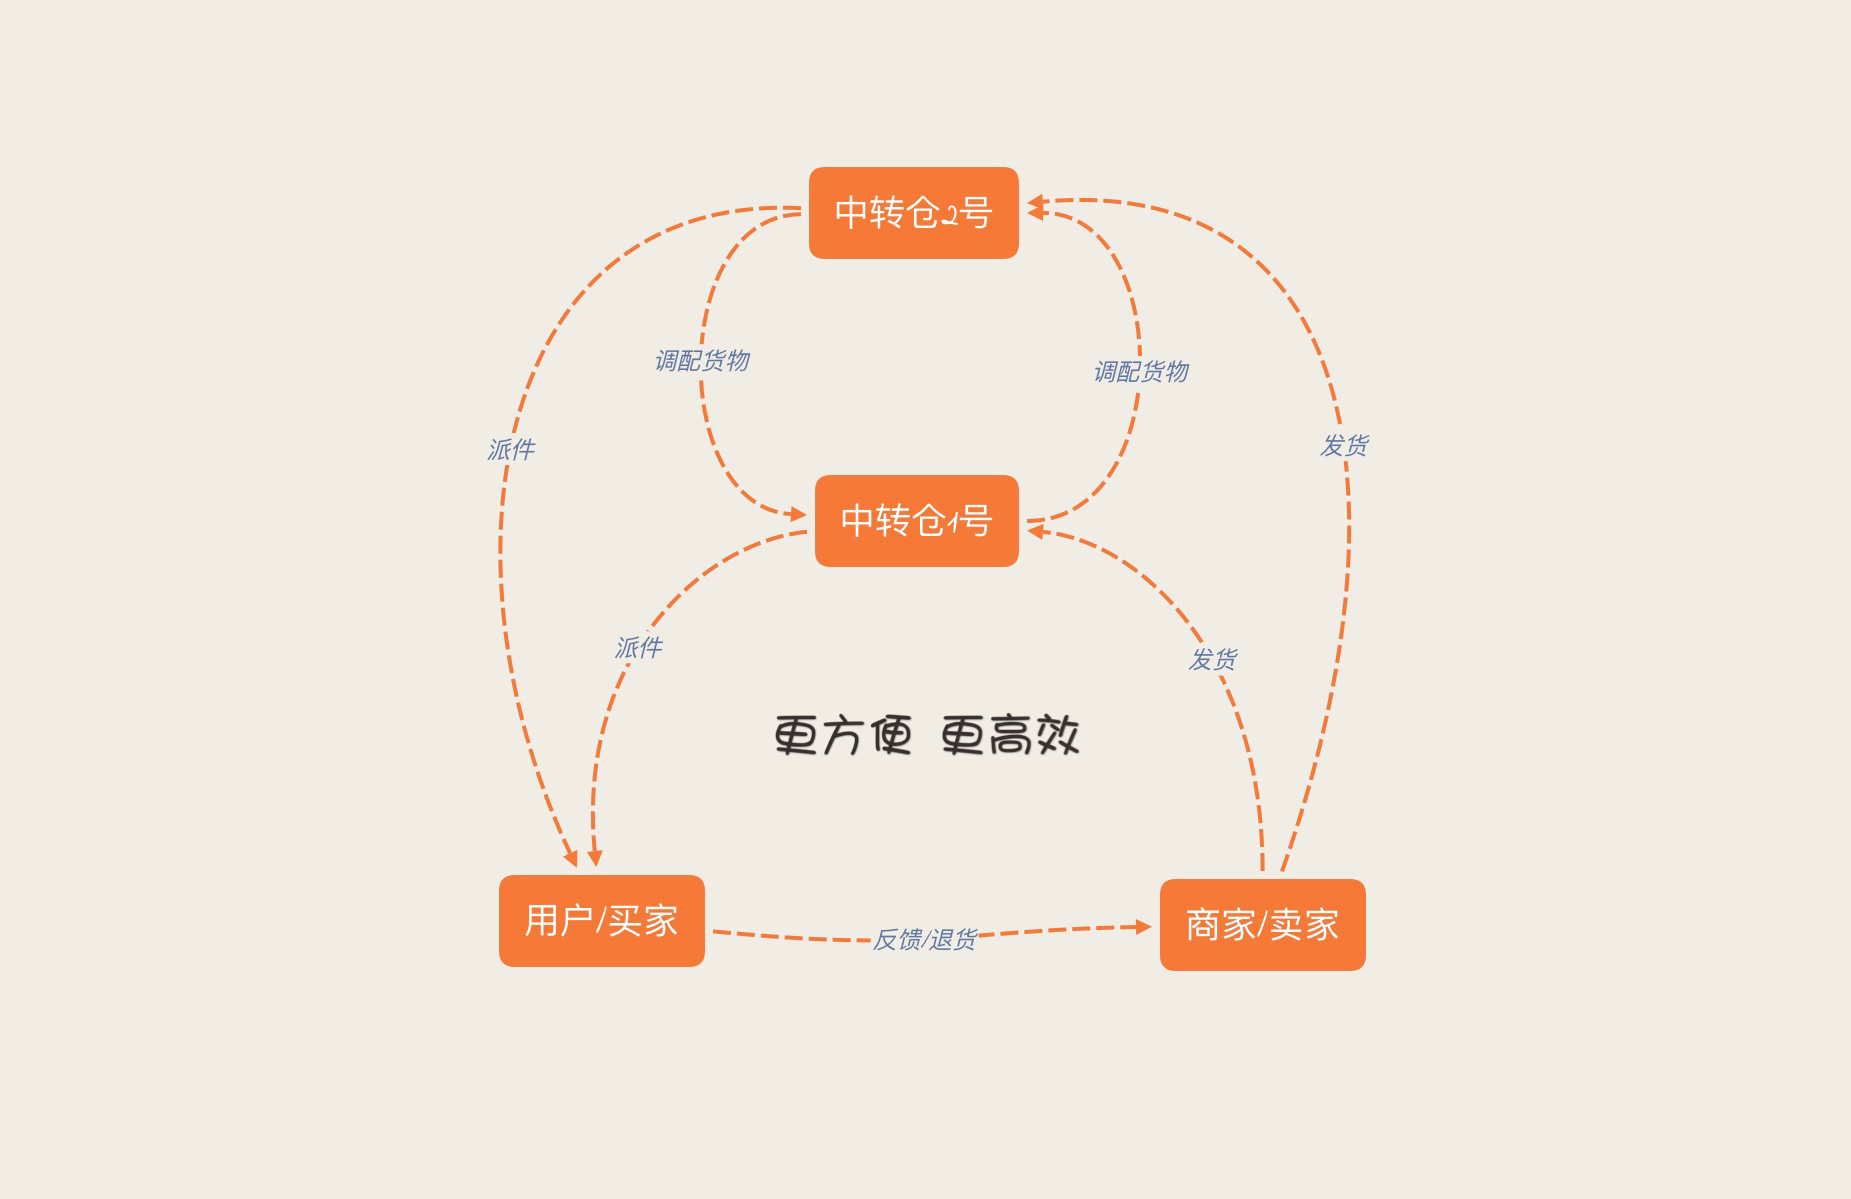 中转仓2号
调配货物
调配货物
发货
派件
中转仓1号
派件
发货
更方便 更高效
用户/买家
反馈/退货
商家/卖家